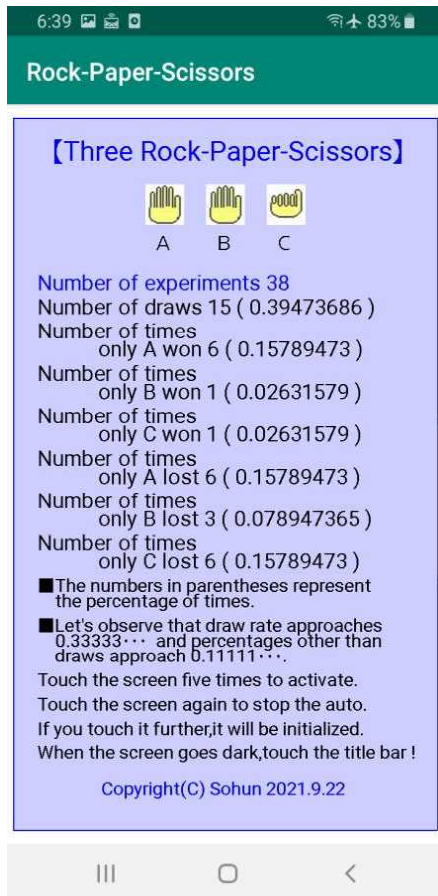 6:39 83%
Rock-Paper-Scissors
【Three Rock-Paper-Scissors】
A B C
Number of experiments 38
Number of draws 15 ( 0.39473686 )
Number of times
only A won 6 ( 0.15789473 )
Number of times
only B won 1 ( 0.02631579 )
Number of times
only C won 1 ( 0.02631579 )
Number of times
only A lost 6 ( 0.15789473 )
Number of times
only B lost 3 ( 0.078947365 )
Number of times
only C lost 6 ( 0.15789473 )
■The numbers in parentheses represent
the percentage of times.
■Let's observe that draw rate approaches
0.33333··· and percentages other than
draws approach 0.11111···.
Touch the screen five times to activate.
Touch the screen again to stop the auto.
If you touch it further,it will be initialized.
When the screen goes dark,touch the title bar !
Copyright(C) Sohun 2021.9.22